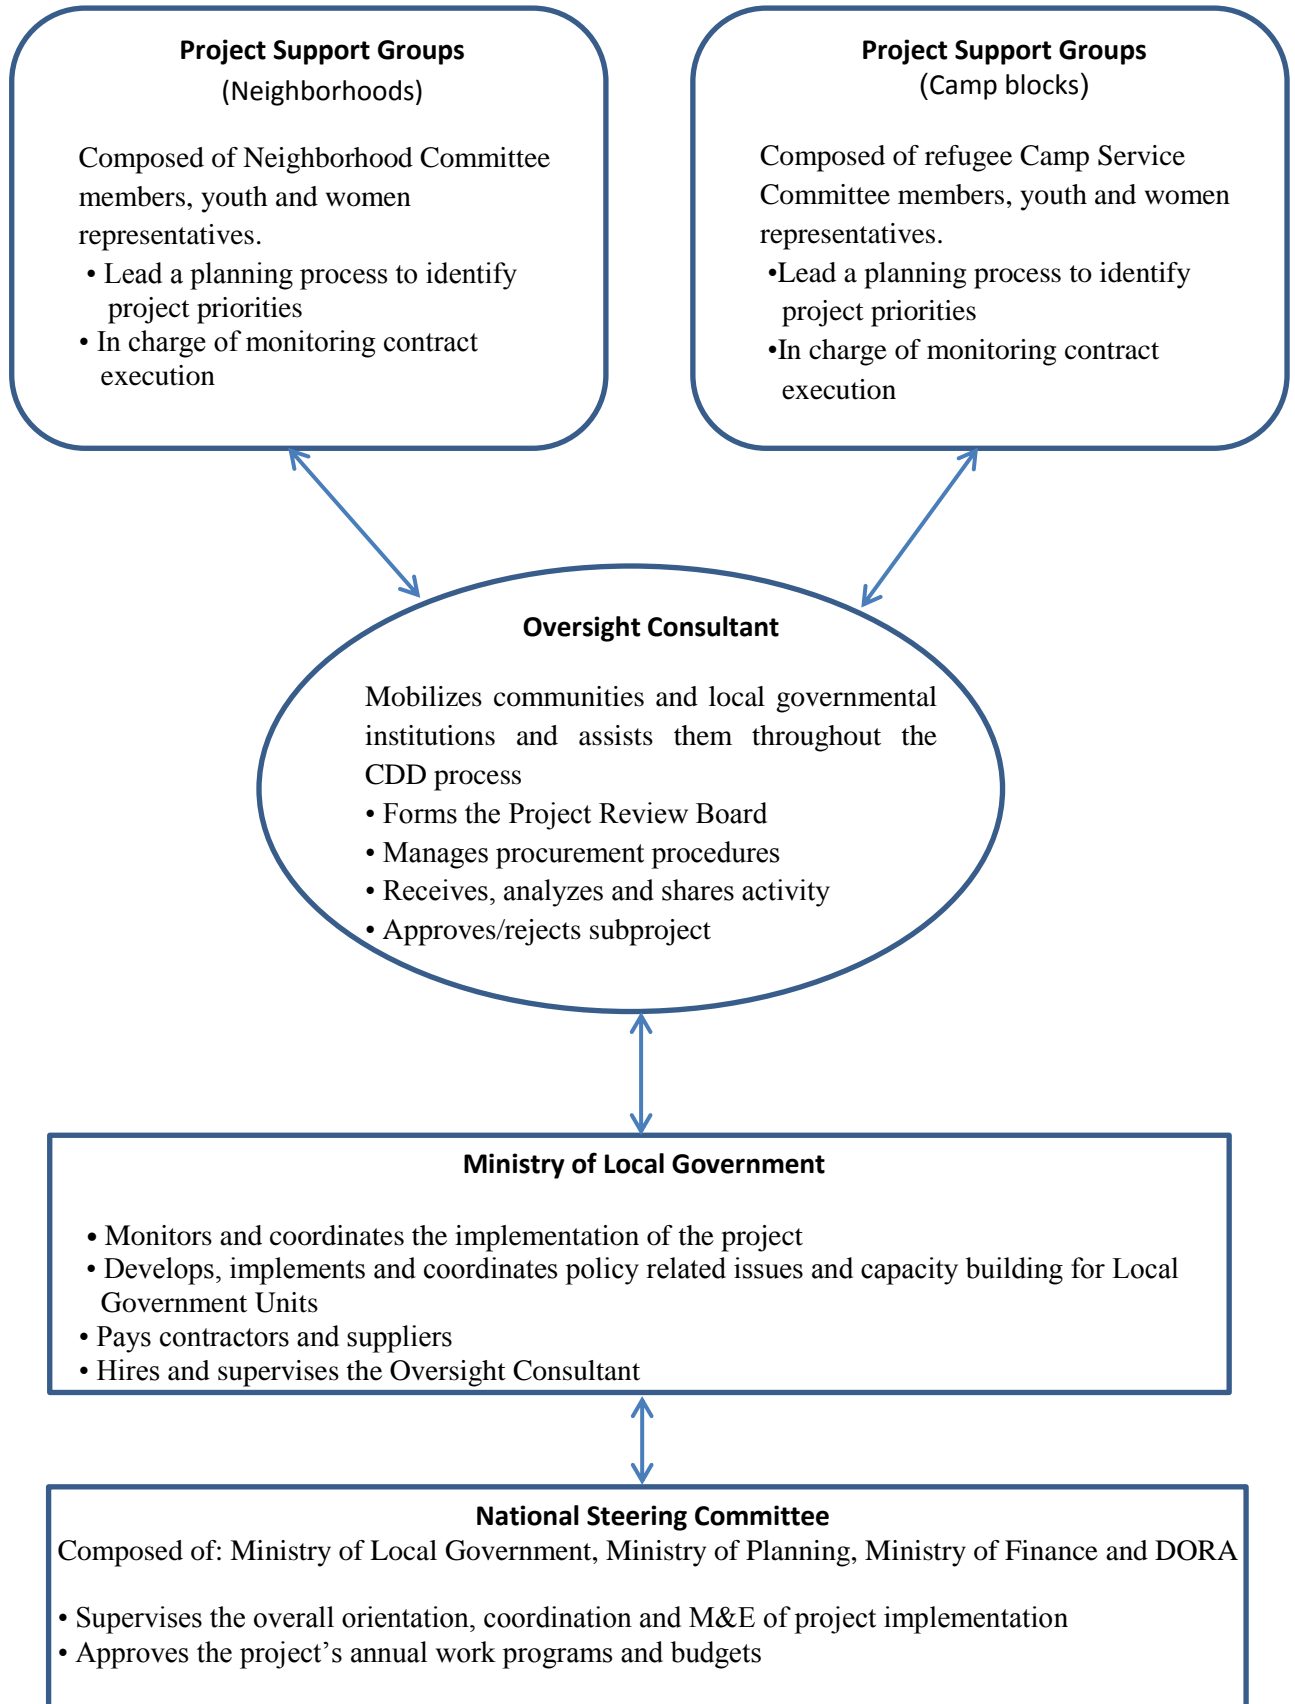 Project Support Groups
(Neighborhoods)
Composed of Neighborhood Committee
members, youth and women
representatives.
• Lead a planning process to identify
project priorities
• In charge of monitoring contract
execution
Project Support Groups
(Camp blocks)
Composed of refugee Camp Service
Committee members, youth and women
representatives.
•Lead a planning process to identify
project priorities
•In charge of monitoring contract
execution
Oversight Consultant
Mobilizes communities and local governmental
institutions and assists them throughout the
CDD process
• Forms the Project Review Board
• Manages procurement procedures
• Receives, analyzes and shares activity
• Approves/rejects subproject
Ministry of Local Government
• Monitors and coordinates the implementation of the project
• Develops, implements and coordinates policy related issues and capacity building for Local
Government Units
• Pays contractors and suppliers
• Hires and supervises the Oversight Consultant
National Steering Committee
Composed of: Ministry of Local Government, Ministry of Planning, Ministry of Finance and DORA
• Supervises the overall orientation, coordination and M&E of project implementation
• Approves the project’s annual work programs and budgets